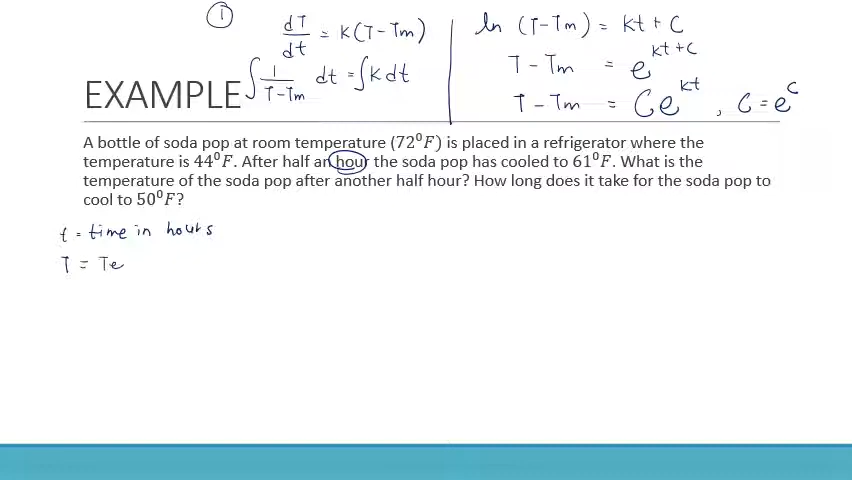 ①
dT/dt = K(T - Tm)
∫ 1/(T - Tm) dt = ∫ K dt
ln (T - Tm) = Kt + C
T - Tm = e^(Kt + C)
T - Tm = Ce^(kt) , C = e^C
EXAMPLE
A bottle of soda pop at room temperature (72⁰F) is placed in a refrigerator where the
temperature is 44⁰F. After half an hour the soda pop has cooled to 61⁰F. What is the
temperature of the soda pop after another half hour? How long does it take for the soda pop to
cool to 50⁰F?
t = time in hours
T = Te